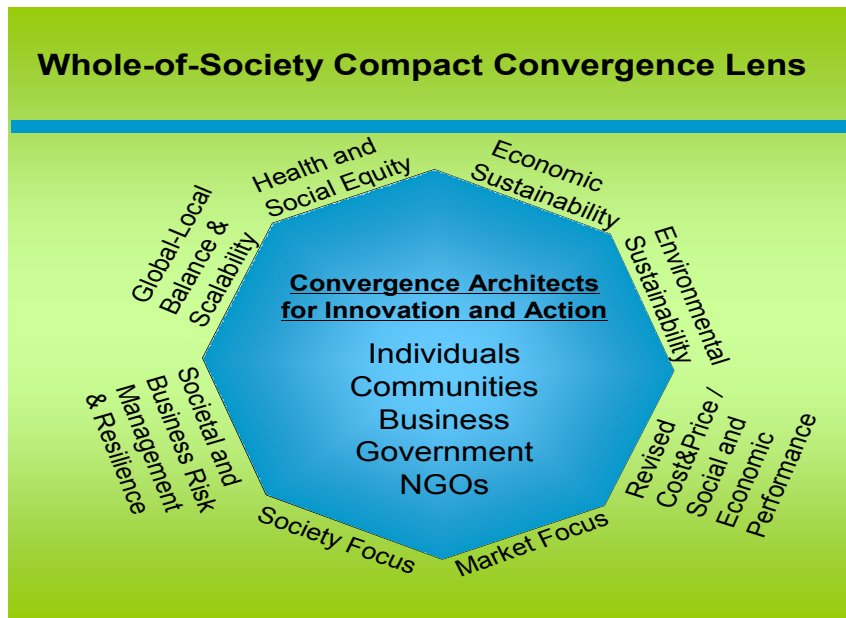 Whole-of-Society Compact Convergence Lens
Health and
Social Equity
Economic
Sustainability
Global-Local
Balance &
Scalability
Environmental
Sustainability
Convergence Architects
for Innovation and Action
Individuals
Communities
Business
Government
NGOs
Societal and
Business Risk
Management
& Resilience
Revised
Cost&Price /
Social and
Economic
Performance
Society Focus
Market Focus